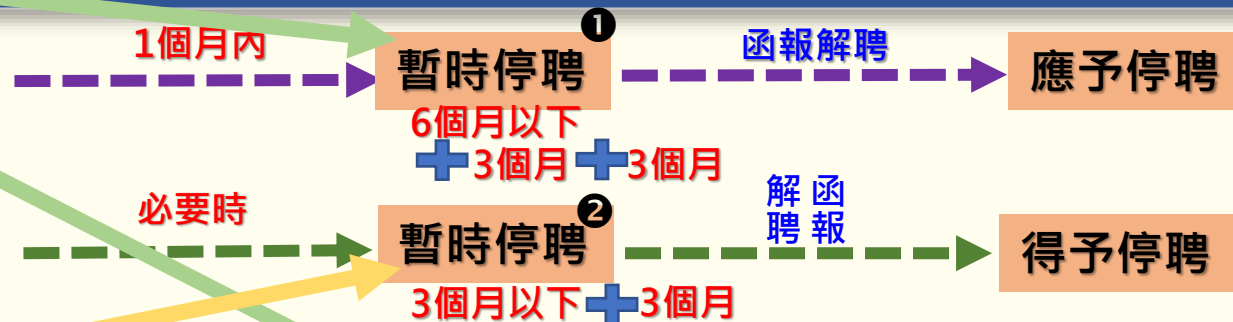 1個月內
暫時停聘
❶
函報解聘
應予停聘
6個月以下
3個月
3個月
必要時
暫時停聘
❷
函報
解聘
得予停聘
3個月以下
3個月